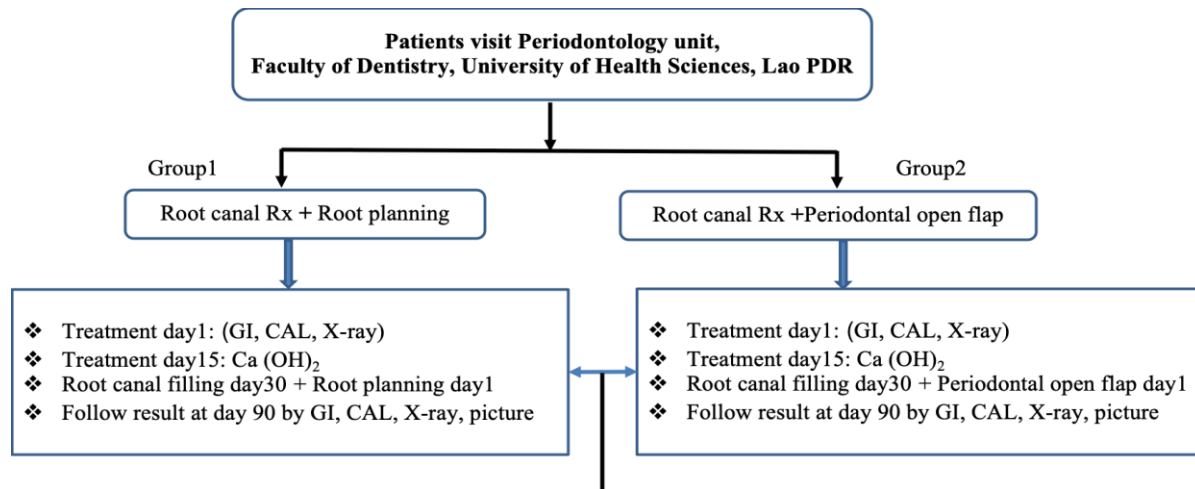 Patients visit Periodontology unit,
Faculty of Dentistry, University of Health Sciences, Lao PDR
Group1
Group2
Root canal Rx + Root planning
Root canal Rx +Periodontal open flap
❖ Treatment day1: (GI, CAL, X-ray)
❖ Treatment day15: Ca (OH)₂
❖ Root canal filling day30 + Root planning day1
❖ Follow result at day 90 by GI, CAL, X-ray, picture
❖ Treatment day1: (GI, CAL, X-ray)
❖ Treatment day15: Ca (OH)₂
❖ Root canal filling day30 + Periodontal open flap day1
❖ Follow result at day 90 by GI, CAL, X-ray, picture